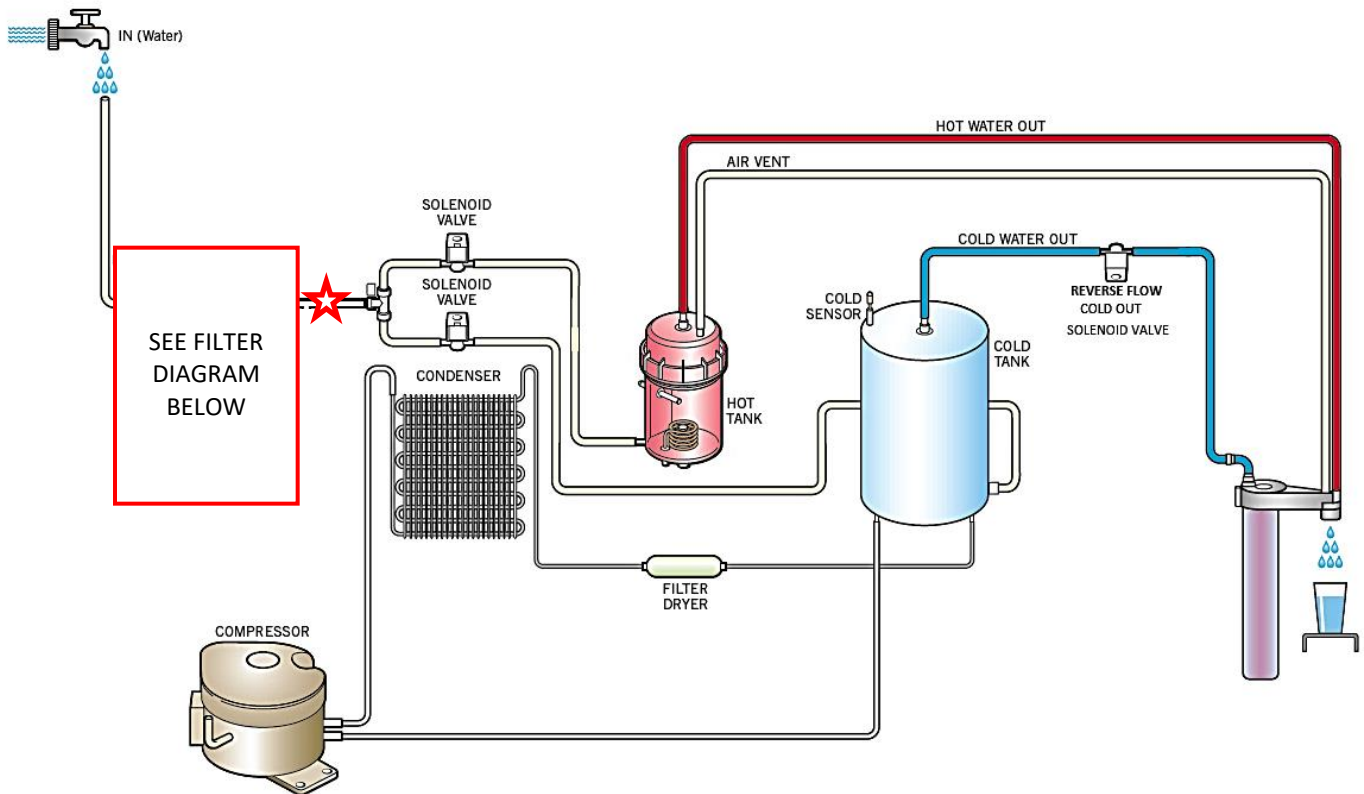 IN (Water)
HOT WATER OUT
AIR VENT
SOLENOID
VALVE
COLD WATER OUT
SOLENOID
VALVE
REVERSE FLOW
COLD OUT
SOLENOID VALVE
COLD
SENSOR
COLD
TANK
SEE FILTER
DIAGRAM
BELOW
CONDENSER
HOT
TANK
FILTER
DRYER
COMPRESSOR